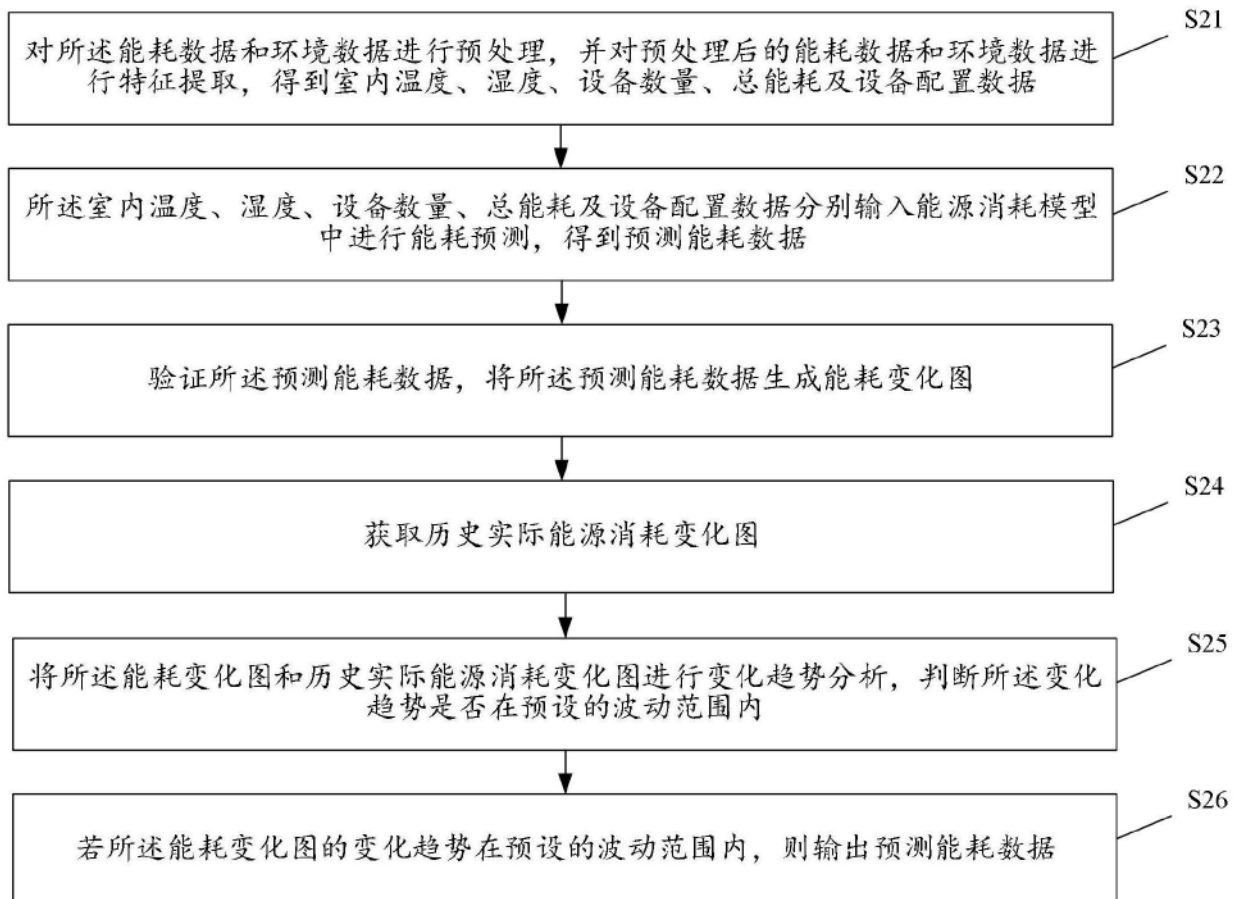 S21
对所述能耗数据和环境数据进行预处理，并对预处理后的能耗数据和环境数据进
行特征提取，得到室内温度、湿度、设备数量、总能耗及设备配置数据
S22
所述室内温度、湿度、设备数量、总能耗及设备配置数据分别输入能源消耗模型
中进行能耗预测，得到预测能耗数据
S23
验证所述预测能耗数据，将所述预测能耗数据生成能耗变化图
S24
获取历史实际能源消耗变化图
S25
将所述能耗变化图和历史实际能源消耗变化图进行变化趋势分析，判断所述变化
趋势是否在预设的波动范围内
S26
若所述能耗变化图的变化趋势在预设的波动范围内，则输出预测能耗数据